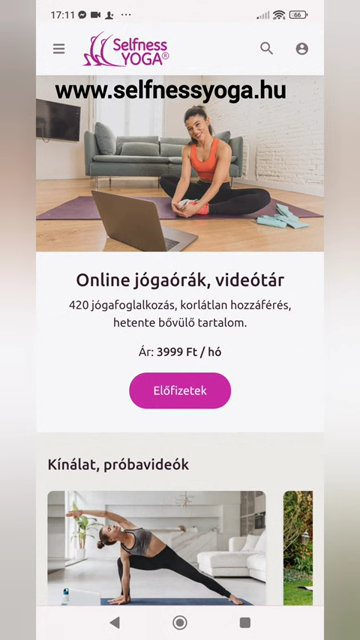 17:11
66
Selfness
YOGA®
www.selfnessyoga.hu
Online jógaórák, videótár
420 jógafoglalkozás, korlátlan hozzáférés,
hetente bővülő tartalom.
Ár: 3999 Ft / hó
Előfizetek
Kínálat, próbavideók